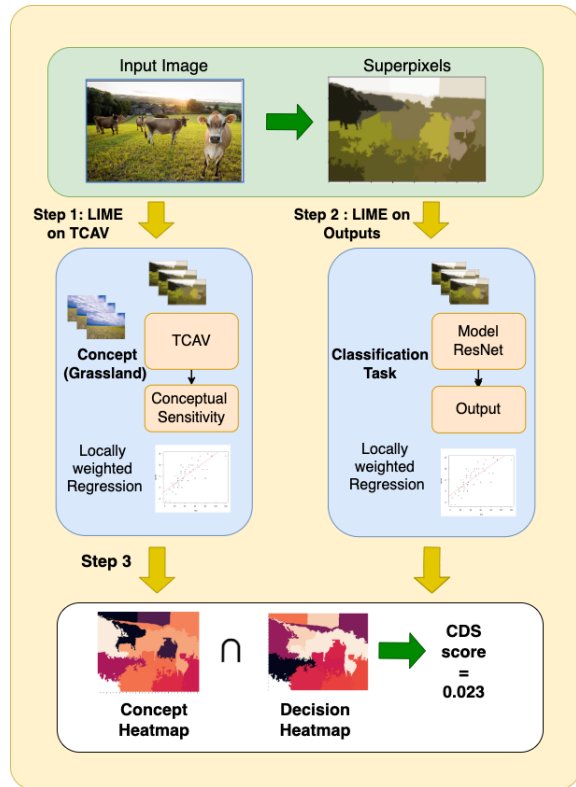 Input Image
Superpixels
Step 1: LIME
on TCAV
Step 2 : LIME on
Outputs
Concept
(Grassland)
TCAV
Conceptual
Sensitivity
Locally
weighted
Regression
Classification
Task
Model
ResNet
Output
Locally
weighted
Regression
Step 3
Concept
Heatmap
∩
Decision
Heatmap
CDS
score
=
0.023